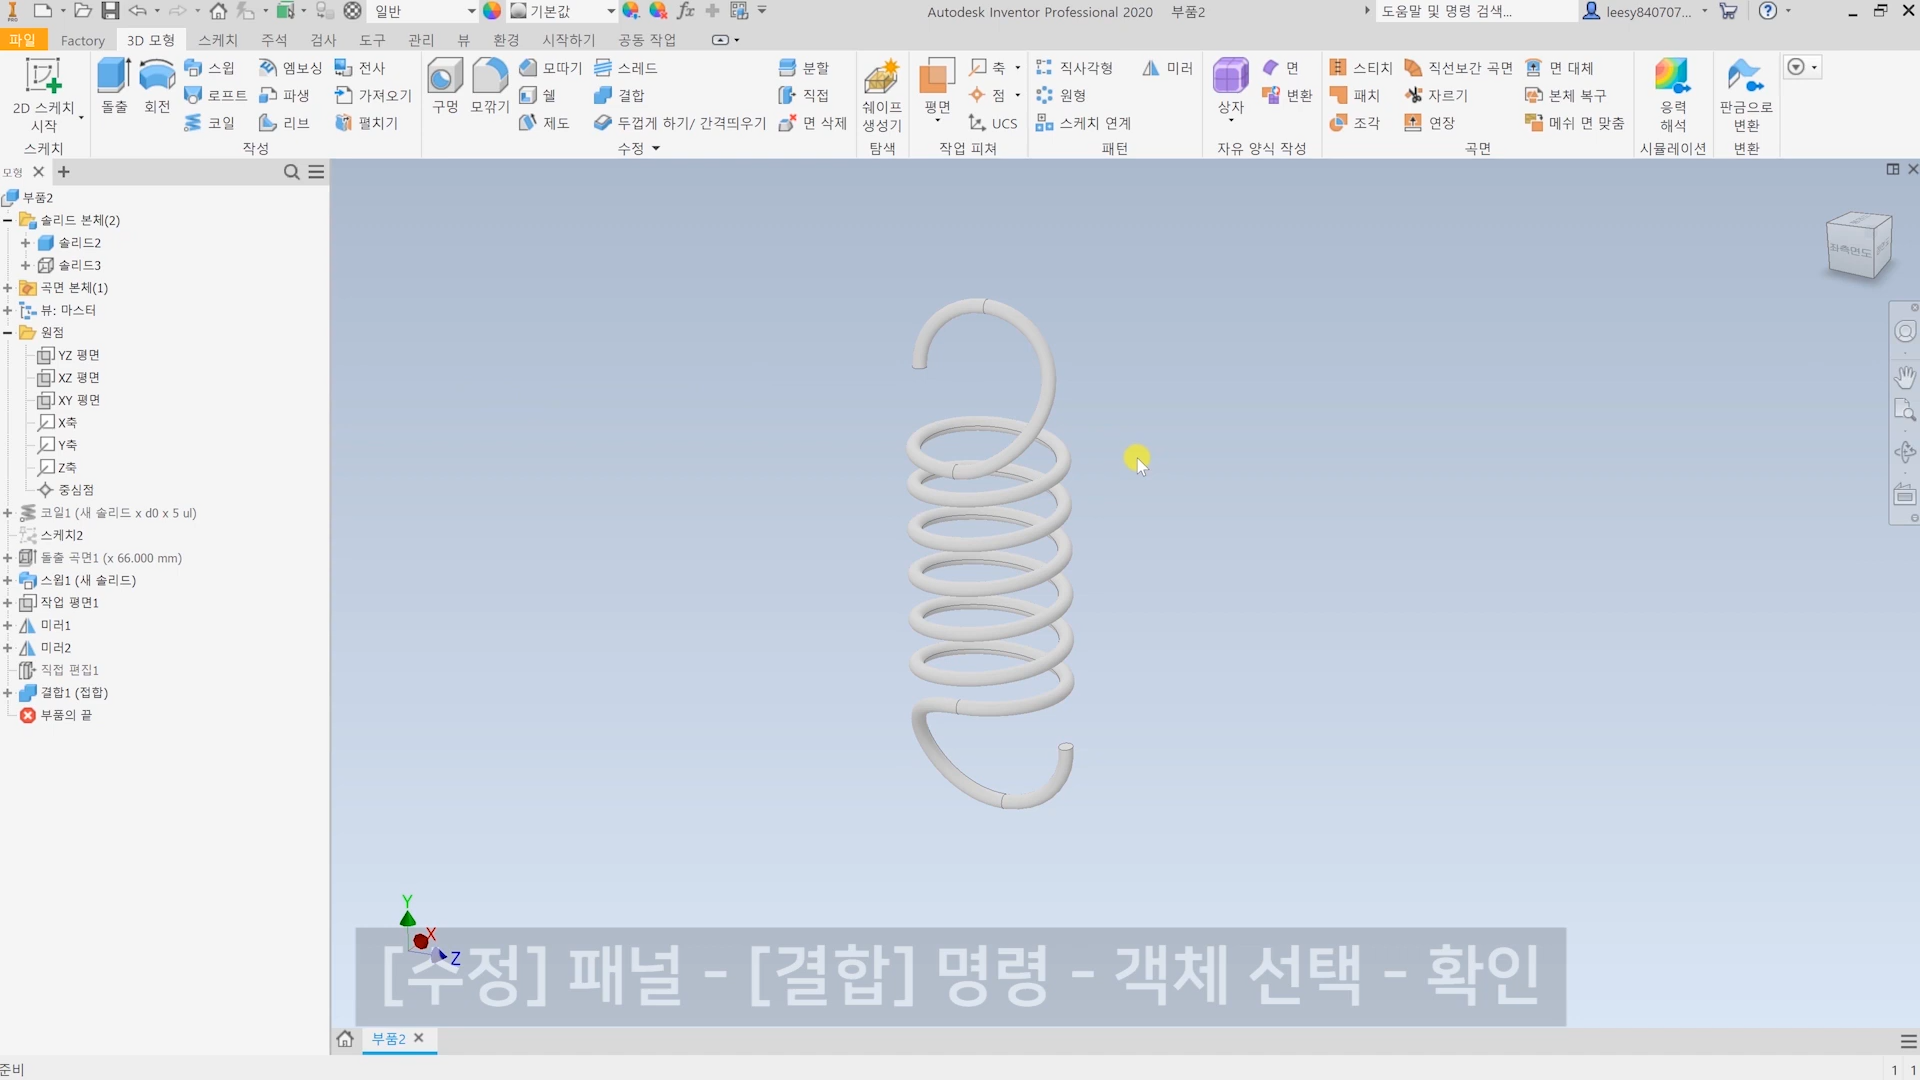 일반
기본값
Autodesk Inventor Professional 2020 부품2
도움말 및 명령 검색...
leesy840707...
파일 Factory 3D 모형 스케치 주석 검사 도구 관리 뷰 환경 시작하기 공동 작업
2D 스케치
시작
스케치
돌출 회전
스윕 엠보싱 전사
로프트 파생 가져오기
코일 리브 펼치기
작성
구멍 모깎기
모따기 스레드 분할
쉘 결합 직접
제도 두껍게 하기/ 간격띄우기 면 삭제
수정
쉐이프
생성기
탐색
평면
축
점
UCS
작업 피쳐
직사각형 미러
원형
스케치 연계
패턴
상자
면
변환
자유 양식 작성
스티치 직선보간 곡면 면 대체
패치 자르기 본체 복구
조각 연장 메쉬 면 맞춤
곡면
응력
해석
시뮬레이션
판금으로
변환
변환
모형
부품2
솔리드 본체(2)
솔리드2
솔리드3
곡면 본체(1)
뷰: 마스터
원점
YZ 평면
XZ 평면
XY 평면
X축
Y축
Z축
중심점
코일1 (새 솔리드 x d0 x 5 ul)
스케치2
돌출 곡면1 (x 66.000 mm)
스윕1 (새 솔리드)
작업 평면1
미러1
미러2
직접 편집1
결합1 (접합)
부품의 끝
좌측면도
Y
X
Z
[수정] 패널 - [결합] 명령 - 객체 선택 - 확인
부품2
준비
1 1